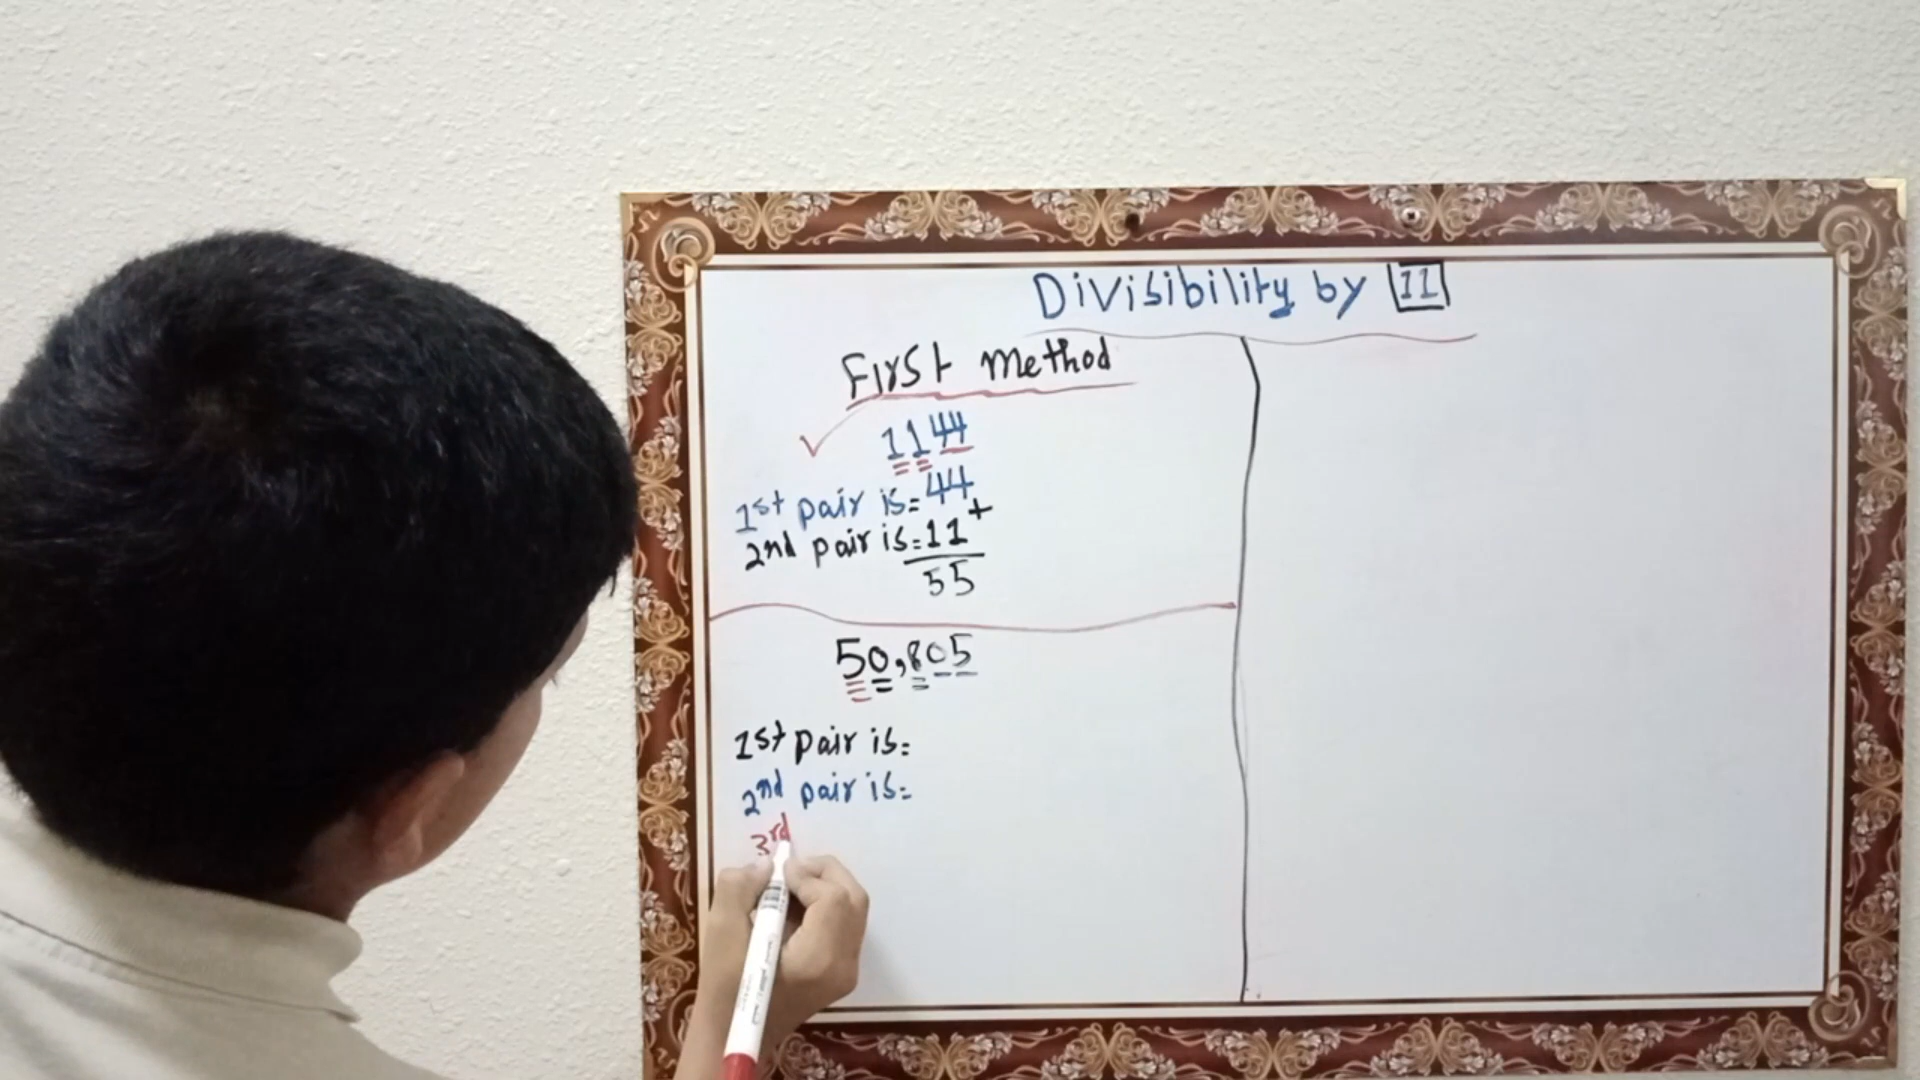 Divisibility by 11
First Method
1144
1st pair is=44
+
2nd pair is=11
55
50,805
1st pair is=
2nd pair is=
3rd